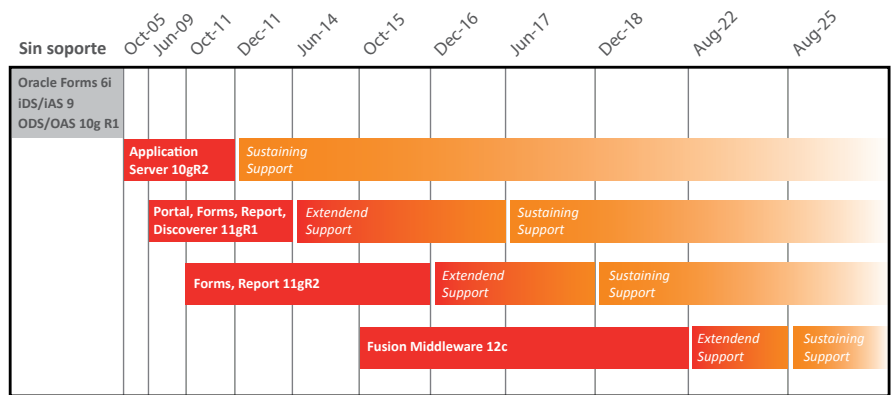 Sin soporte
Oct-05
Jun-09
Oct-11
Dec-11
Jun-14
Oct-15
Dec-16
Jun-17
Dec-18
Aug-22
Aug-25
Oracle Forms 6i
iDS/iAS 9
ODS/OAS 10g R1
Application
Server 10gR2
Sustaining
Support
Portal, Forms, Report,
Discoverer 11gR1
Extendend
Support
Sustaining
Support
Forms, Report 11gR2
Extendend
Support
Sustaining
Support
Fusion Middleware 12c
Extendend
Support
Sustaining
Support